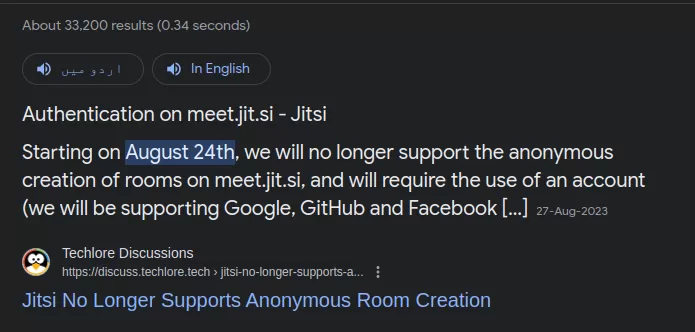 About 33,200 results (0.34 seconds)
اردو میں
In English
Authentication on meet.jit.si - Jitsi
Starting on August 24th, we will no longer support the anonymous
creation of rooms on meet.jit.si, and will require the use of an account
(we will be supporting Google, GitHub and Facebook [...] 27-Aug-2023
Techlore Discussions
https://discuss.techlore.tech › jitsi-no-longer-supports-a...
Jitsi No Longer Supports Anonymous Room Creation